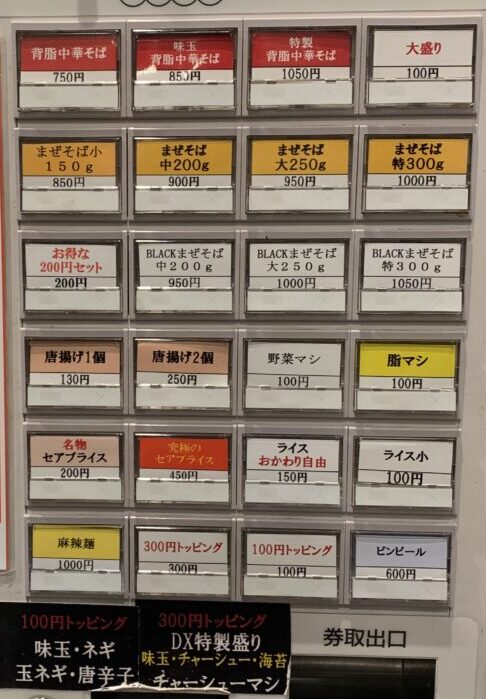 背脂中華そば
750円
味玉
背脂中華そば
850円
特製
背脂中華そば
1050円
大盛り
100円
まぜそば小
150g
850円
まぜそば
中200g
900円
まぜそば
大250g
950円
まぜそば
特300g
1000円
お得な
200円セット
200円
BLACKまぜそば
中200g
950円
BLACKまぜそば
大250g
1000円
BLACKまぜそば
特300g
1050円
唐揚げ1個
130円
唐揚げ2個
250円
野菜マシ
100円
脂マシ
100円
名物
セアブライス
200円
究極の
セアブライス
450円
ライス
おかわり自由
150円
ライス小
100円
麻辣麺
1000円
300円トッピング
300円
100円トッピング
100円
ビンビール
600円
100円トッピング
味玉・ネギ
玉ネギ・唐辛子
300円トッピング
DX特製盛り
味玉・チャーシュー・海苔
チャーシューマシ
券取出口